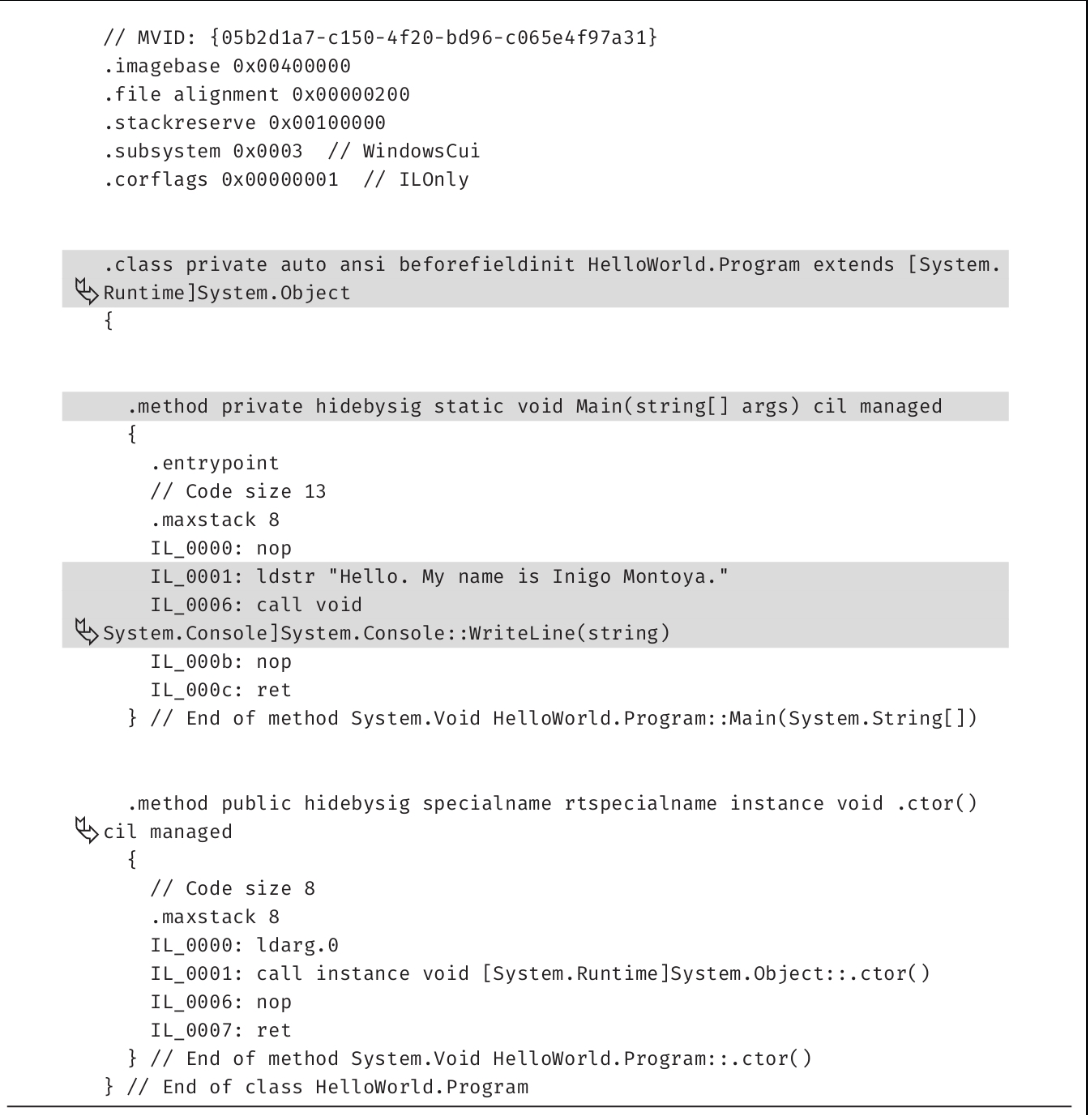 // MVID: {05b2d1a7-c150-4f20-bd96-c065e4f97a31}
.imagebase 0x00400000
.file alignment 0x00000200
.stackreserve 0x00100000
.subsystem 0x0003  // WindowsCui
.corflags 0x00000001  // ILOnly
.class private auto ansi beforefieldinit HelloWorld.Program extends [System.
Runtime]System.Object
{
.method private hidebysig static void Main(string[] args) cil managed
{
.entrypoint
// Code size 13
.maxstack 8
IL_0000: nop
IL_0001: ldstr "Hello. My name is Inigo Montoya."
IL_0006: call void
System.Console]System.Console::WriteLine(string)
IL_000b: nop
IL_000c: ret
} // End of method System.Void HelloWorld.Program::Main(System.String[])
.method public hidebysig specialname rtspecialname instance void .ctor()
cil managed
{
// Code size 8
.maxstack 8
IL_0000: ldarg.0
IL_0001: call instance void [System.Runtime]System.Object::.ctor()
IL_0006: nop
IL_0007: ret
} // End of method System.Void HelloWorld.Program::.ctor()
} // End of class HelloWorld.Program